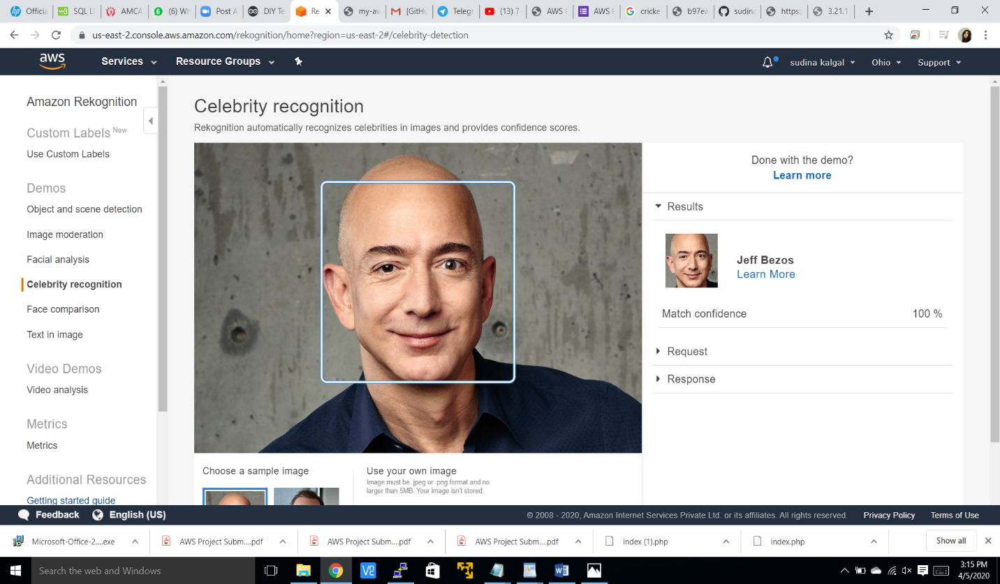 Officia
SQL LI
AMCA
(6) Wh
Post A
DIY Te
Re
my-aw
[GitHu
Telegr
(13) 7
AWS P
AWS P
cricke
b97ea
sudina
https:
3.21.1
us-east-2.console.aws.amazon.com/rekognition/home?region=us-east-2#/celebrity-detection
aws
Services
Resource Groups
sudina kalgal
Ohio
Support
Amazon Rekognition
Custom Labels New
Use Custom Labels
Demos
Object and scene detection
Image moderation
Facial analysis
Celebrity recognition
Face comparison
Text in image
Video Demos
Video analysis
Metrics
Metrics
Additional Resources
Getting started guide
Celebrity recognition
Rekognition automatically recognizes celebrities in images and provides confidence scores.
Choose a sample image
Use your own image
Image must be .jpeg or .png format and no
larger than 5MB. Your image isn't stored.
Done with the demo?
Learn more
Results
Jeff Bezos
Learn More
Match confidence 100 %
Request
Response
Feedback
English (US)
© 2008 - 2020, Amazon Internet Services Private Ltd. or its affiliates. All rights reserved.
Privacy Policy
Terms of Use
Microsoft-Office-2....exe
AWS Project Subm....pdf
AWS Project Subm....pdf
AWS Project Subm....pdf
index (1).php
index.php
Show all
Search the web and Windows
3:15 PM
4/5/2020